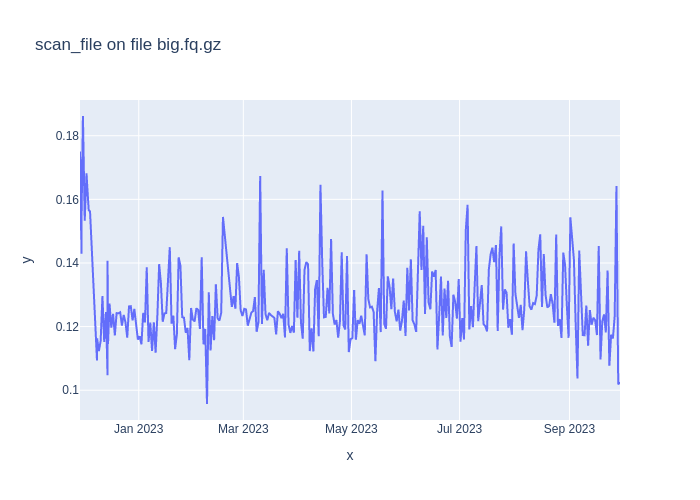 scan_file on file big.fq.gz
0.18
0.16
0.14
0.12
0.1
y
Jan 2023
Mar 2023
May 2023
Jul 2023
Sep 2023
x